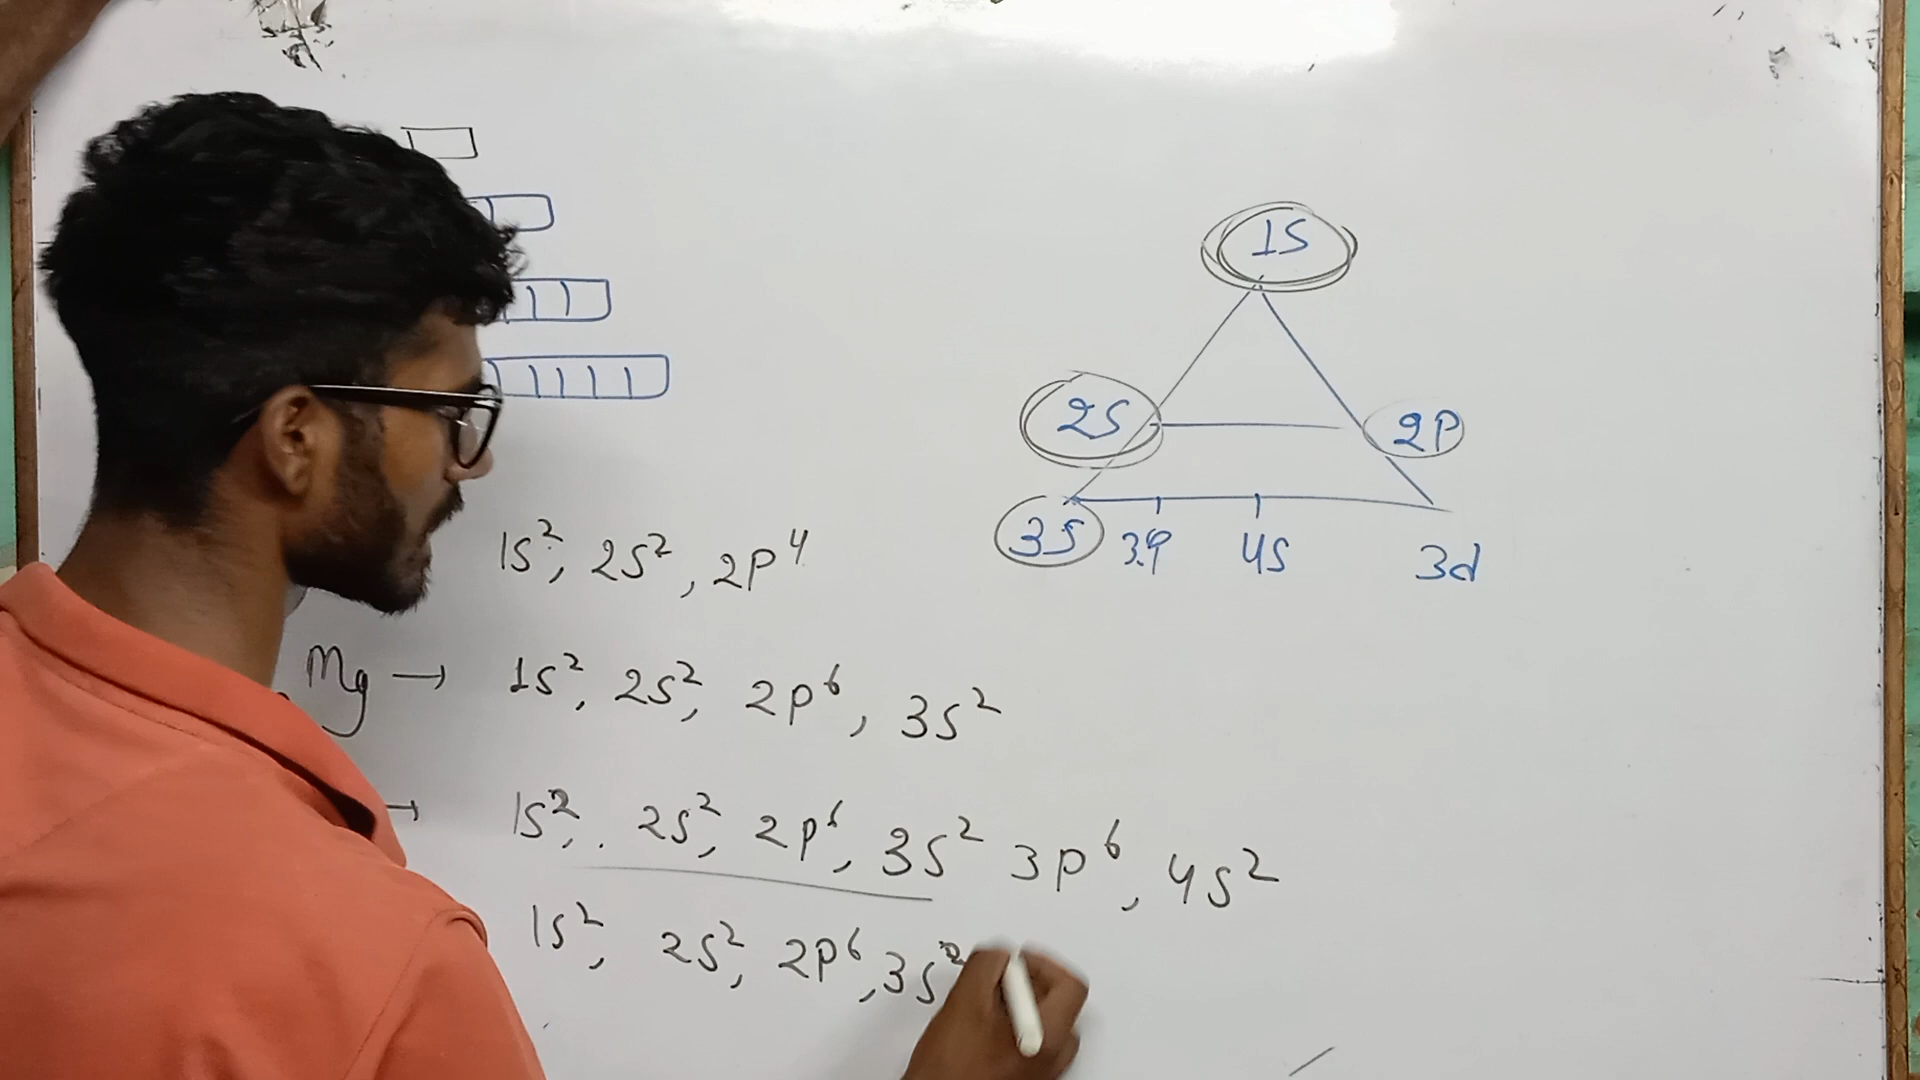 1S
2S 2P
3S 3P 4S 3d
1S², 2S², 2P⁴
Mg → 1S², 2S², 2P⁶, 3S²
→ 1S², 2S², 2P⁶, 3S² 3P⁶, 4S²
1S², 2S², 2P⁶, 3S²